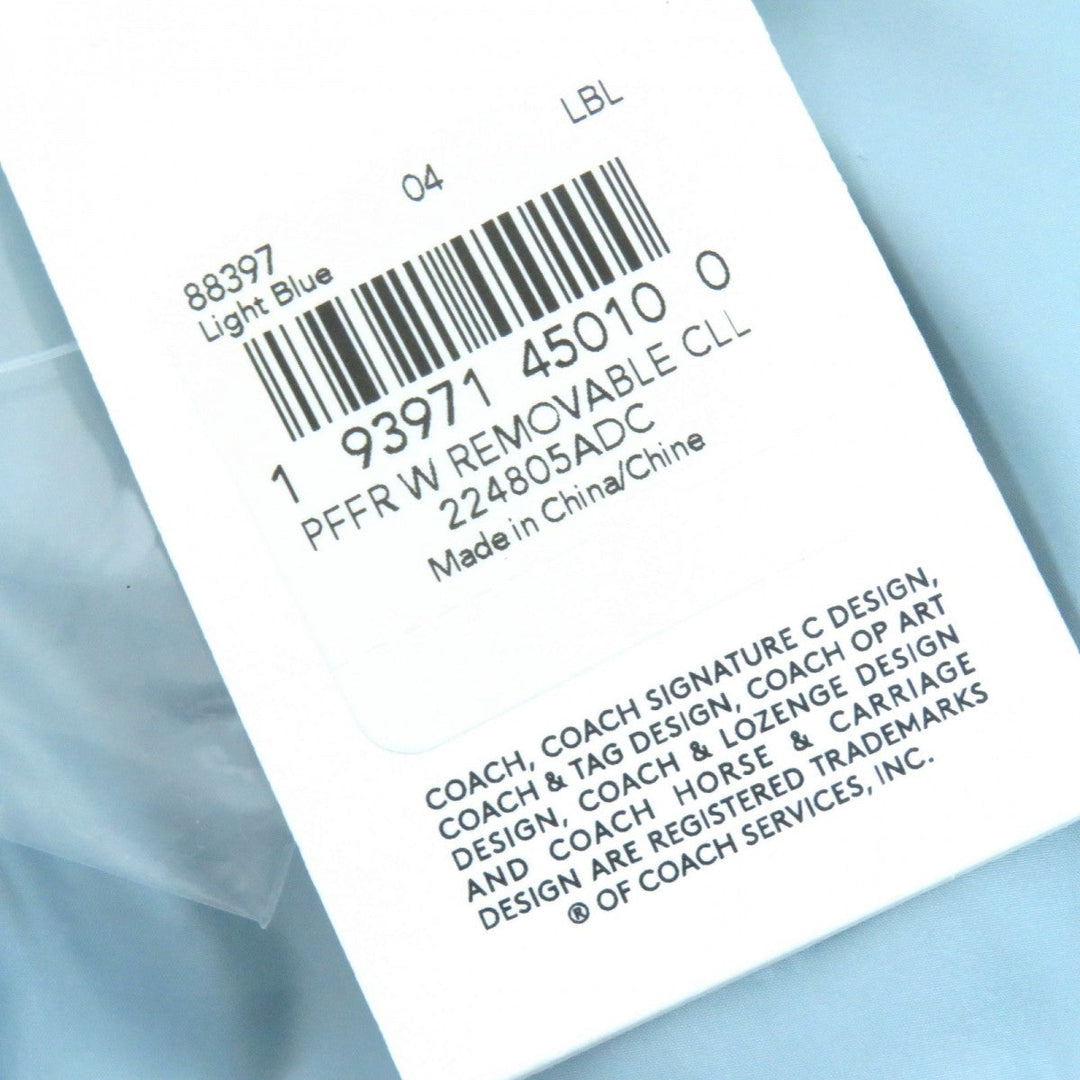 LBL
04
88397
Light Blue
1 93971 45010 0
PFFR W REMOVABLE CLL
224805ADC
Made in China/Chine
COACH, COACH SIGNATURE C DESIGN,
COACH & TAG DESIGN, COACH OP ART
DESIGN, COACH & LOZENGE DESIGN
AND COACH HORSE & CARRIAGE
DESIGN ARE REGISTERED TRADEMARKS
® OF COACH SERVICES, INC.